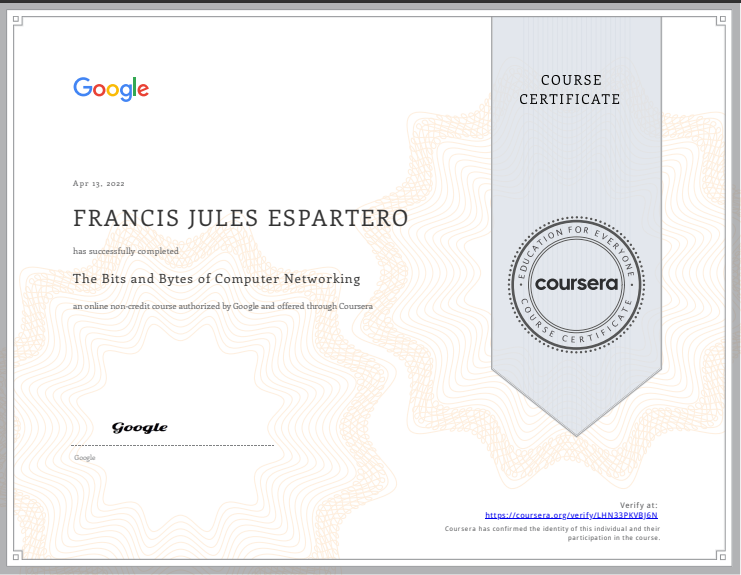 Google
COURSE
CERTIFICATE
Apr 13, 2022
FRANCIS JULES ESPARTERO
has successfully completed
The Bits and Bytes of Computer Networking
an online non-credit course authorized by Google and offered through Coursera
EDUCATION FOR EVERYONE
coursera
COURSE CERTIFICATE
Google
Google
Verify at:
https://coursera.org/verify/LHN33PKVBJ6N
Coursera has confirmed the identity of this individual and their
participation in the course.